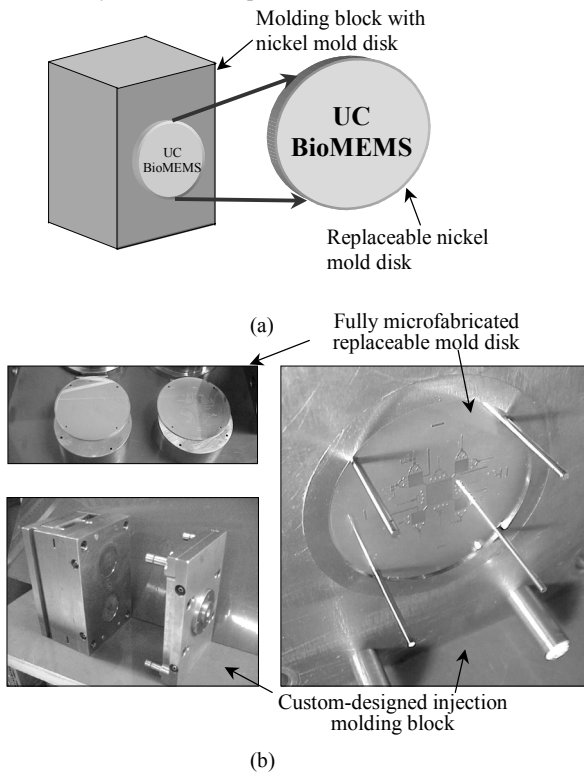 Molding block with
nickel mold disk
UC
BioMEMS
UC
BioMEMS
Replaceable nickel
mold disk
(a)
Fully microfabricated
replaceable mold disk
Custom-designed injection
molding block
(b)